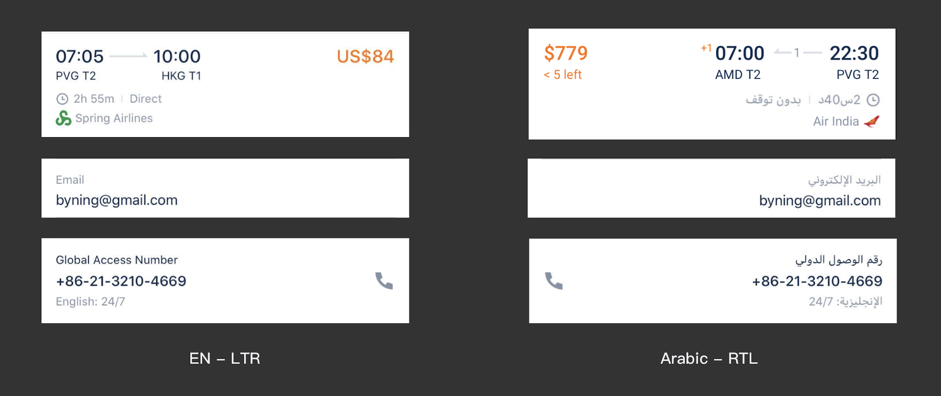 07:05 10:00 US$84
PVG T2 HKG T1
2h 55m | Direct
Spring Airlines
Email
byning@gmail.com
Global Access Number
+86-21-3210-4669
English: 24/7
EN – LTR
22:30 1 07:00 +1 $779
PVG T2 AMD T2 < 5 left
2س40د | بدون توقف
Air India
البريد الإلكتروني
byning@gmail.com
رقم الوصول الدولي
+86-21-3210-4669
الإنجليزية: 24/7
Arabic – RTL